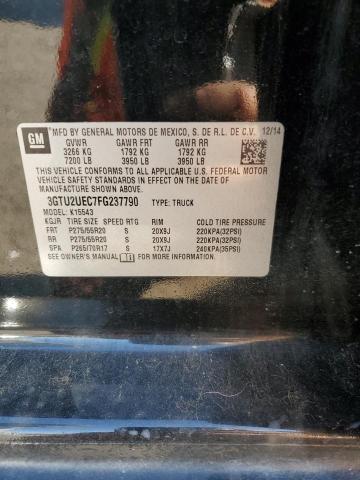 GM
MFD BY GENERAL MOTORS DE MEXICO, S. DE R.L. DE C.V. 12/14
GVWR GAWR FRT GAWR RR
3266 KG 1792 KG 1792 KG
7200 LB 3950 LB 3950 LB
THIS VEHICLE CONFORMS TO ALL APPLICABLE U.S. FEDERAL MOTOR
VEHICLE SAFETY AND THEFT PREVENTION STANDARDS IN EFFECT ON
THE DATE OF MANUFACTURE SHOWN ABOVE.
3GTU2UEC7FG237790 TYPE: TRUCK
MODEL: K15543
KGJR TIRE SIZE SPEED RTG RIM COLD TIRE PRESSURE
FRT P275/55R20 S 20X9J 220KPA(32PSI)
RR P275/55R20 S 20X9J 220KPA(32PSI)
SPA P265/70R17 S 17X7J 240KPA(35PSI)
SEE OWNER'S MANUAL FOR MORE INFORMATION.